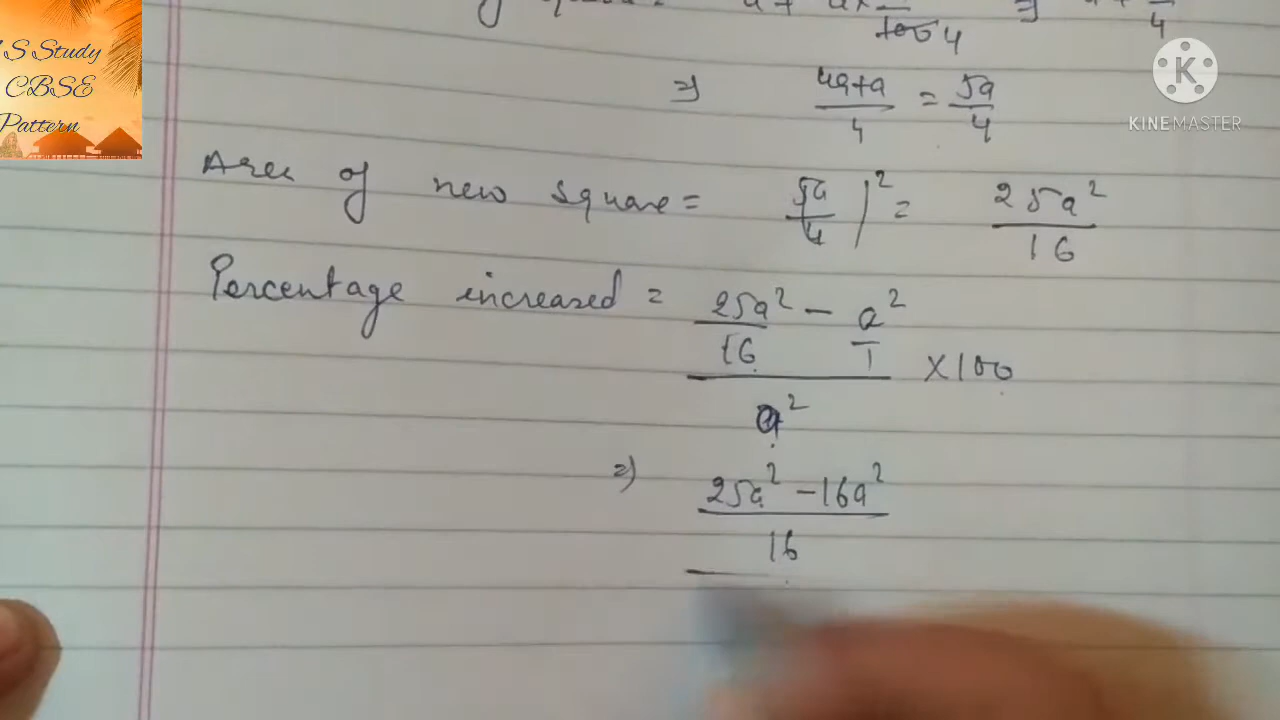 S Study
CBSE
Pattern
KINEMASTER
=> 4a+a/4 = 5a/4
Area of new square = 5a/4|² = 25a²/16
Percentage increased = 25a²/16 - a²/1 / a² X100
=> 25a² - 16a² / 16